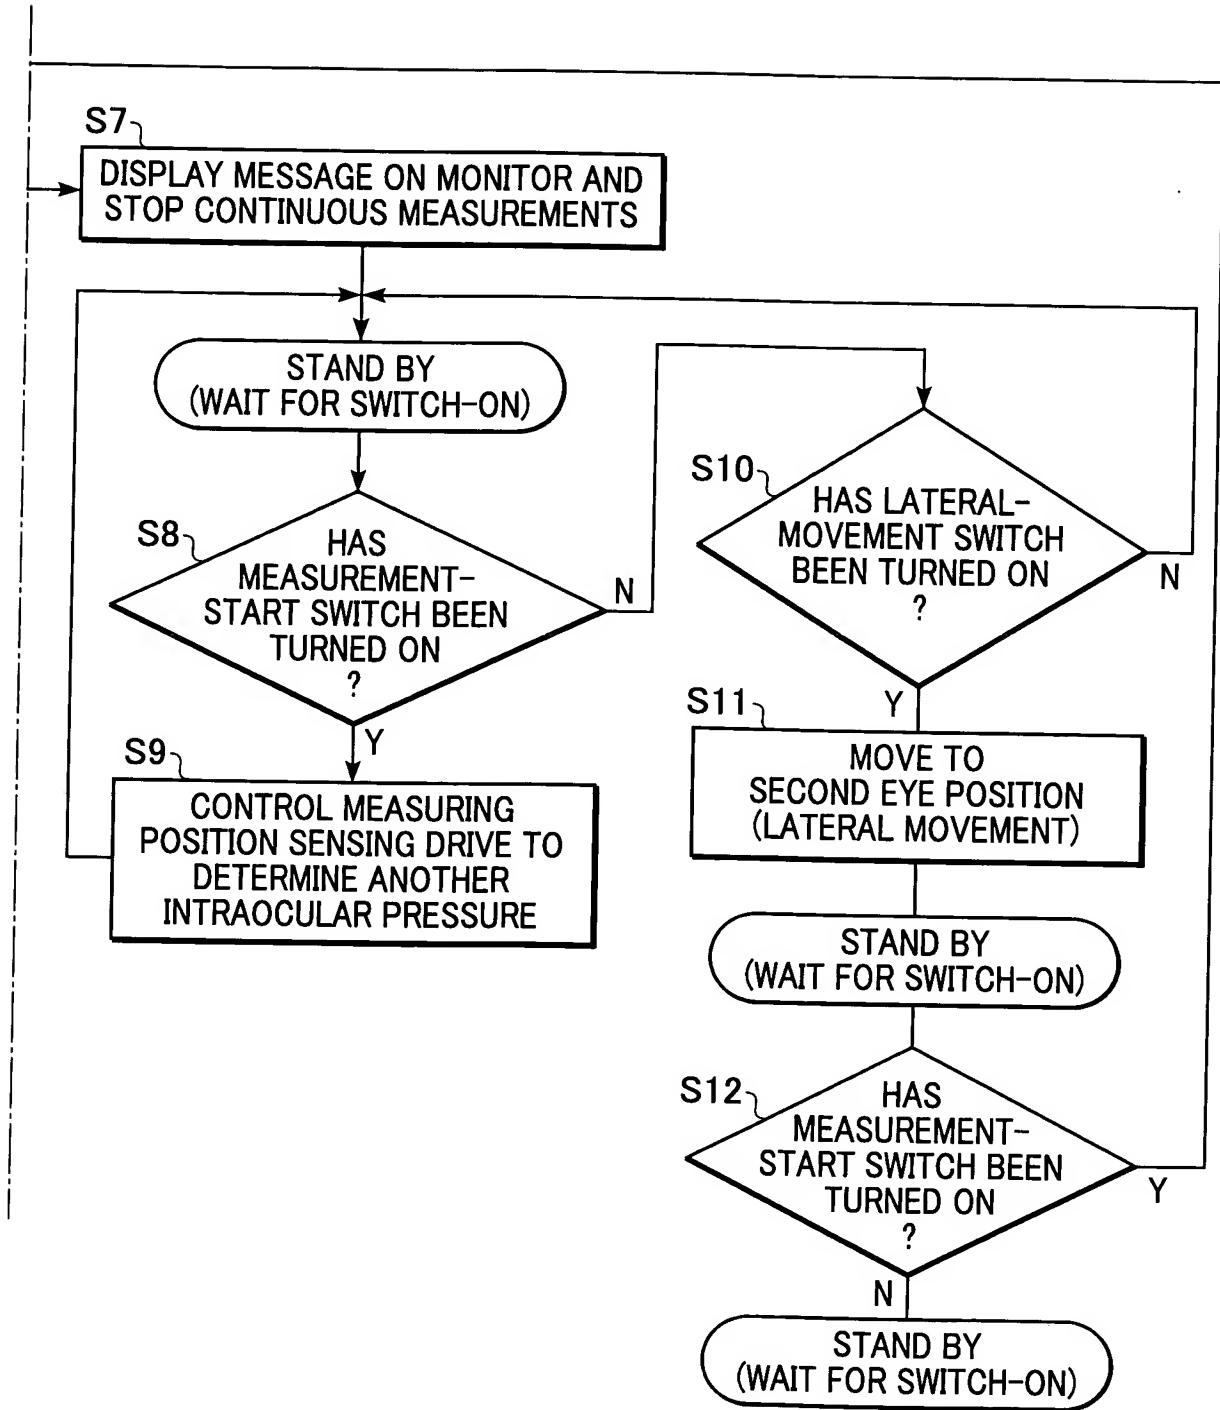 S7
DISPLAY MESSAGE ON MONITOR AND
STOP CONTINUOUS MEASUREMENTS
STAND BY
(WAIT FOR SWITCH-ON)
S8
HAS
MEASUREMENT-
START SWITCH BEEN
TURNED ON
?
N
Y
S9
CONTROL MEASURING
POSITION SENSING DRIVE TO
DETERMINE ANOTHER
INTRAOCULAR PRESSURE
S10
HAS LATERAL-
MOVEMENT SWITCH
BEEN TURNED ON
?
N
Y
S11
MOVE TO
SECOND EYE POSITION
(LATERAL MOVEMENT)
STAND BY
(WAIT FOR SWITCH-ON)
S12
HAS
MEASUREMENT-
START SWITCH BEEN
TURNED ON
?
Y
N
STAND BY
(WAIT FOR SWITCH-ON)